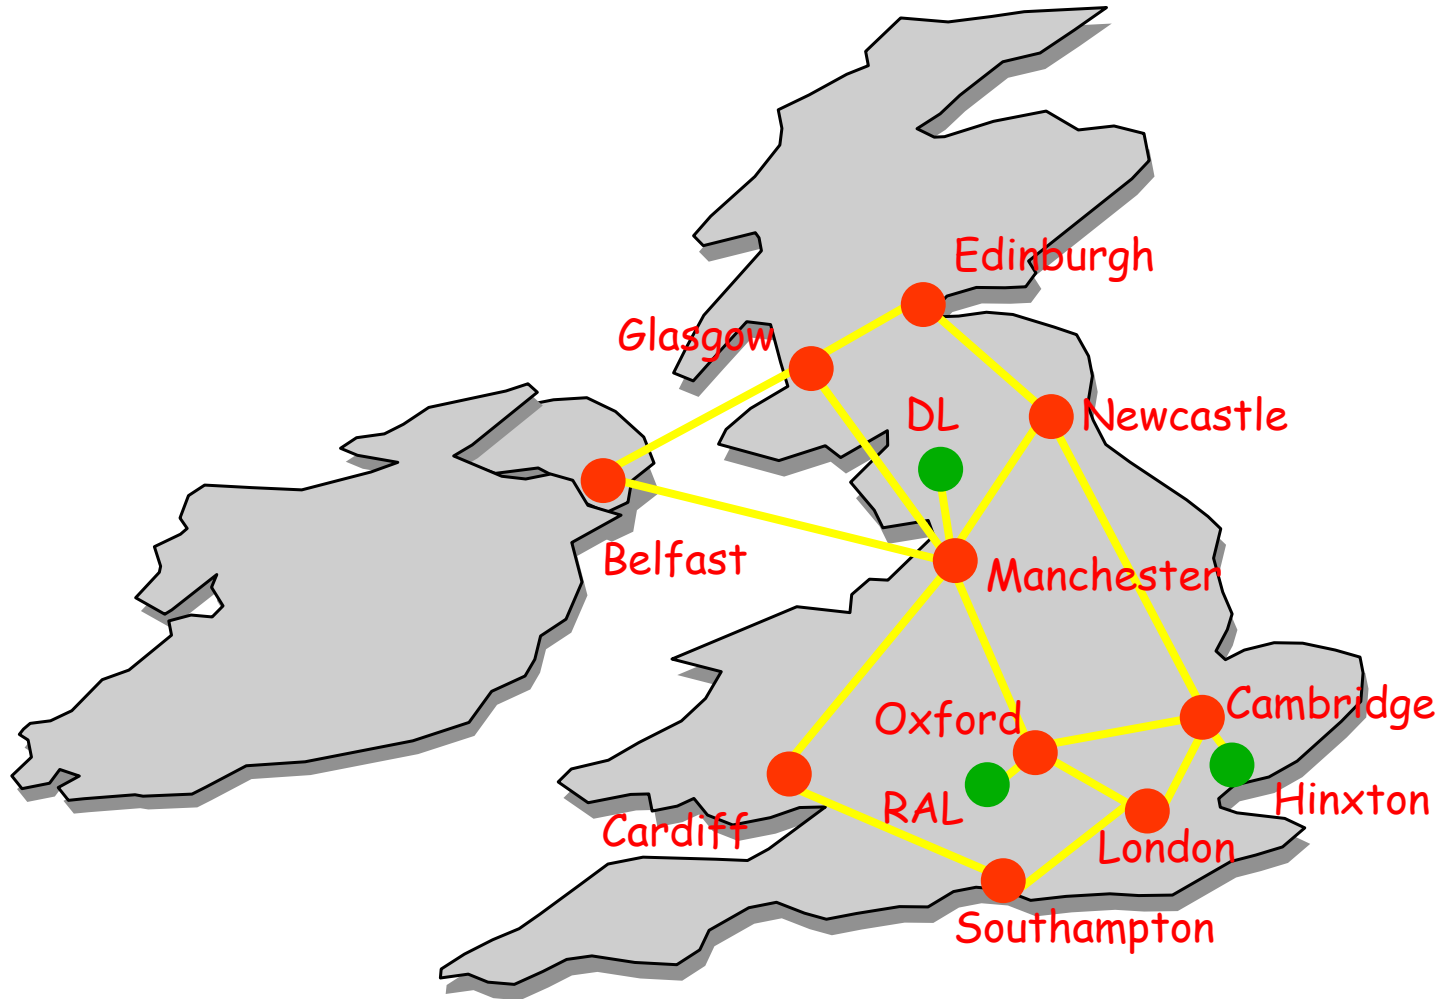 Edinburgh
Glasgow
DL
Newcastle
Belfast
Manchester
Oxford
Cambridge
RAL
Hinxton
Cardiff
London
Southampton